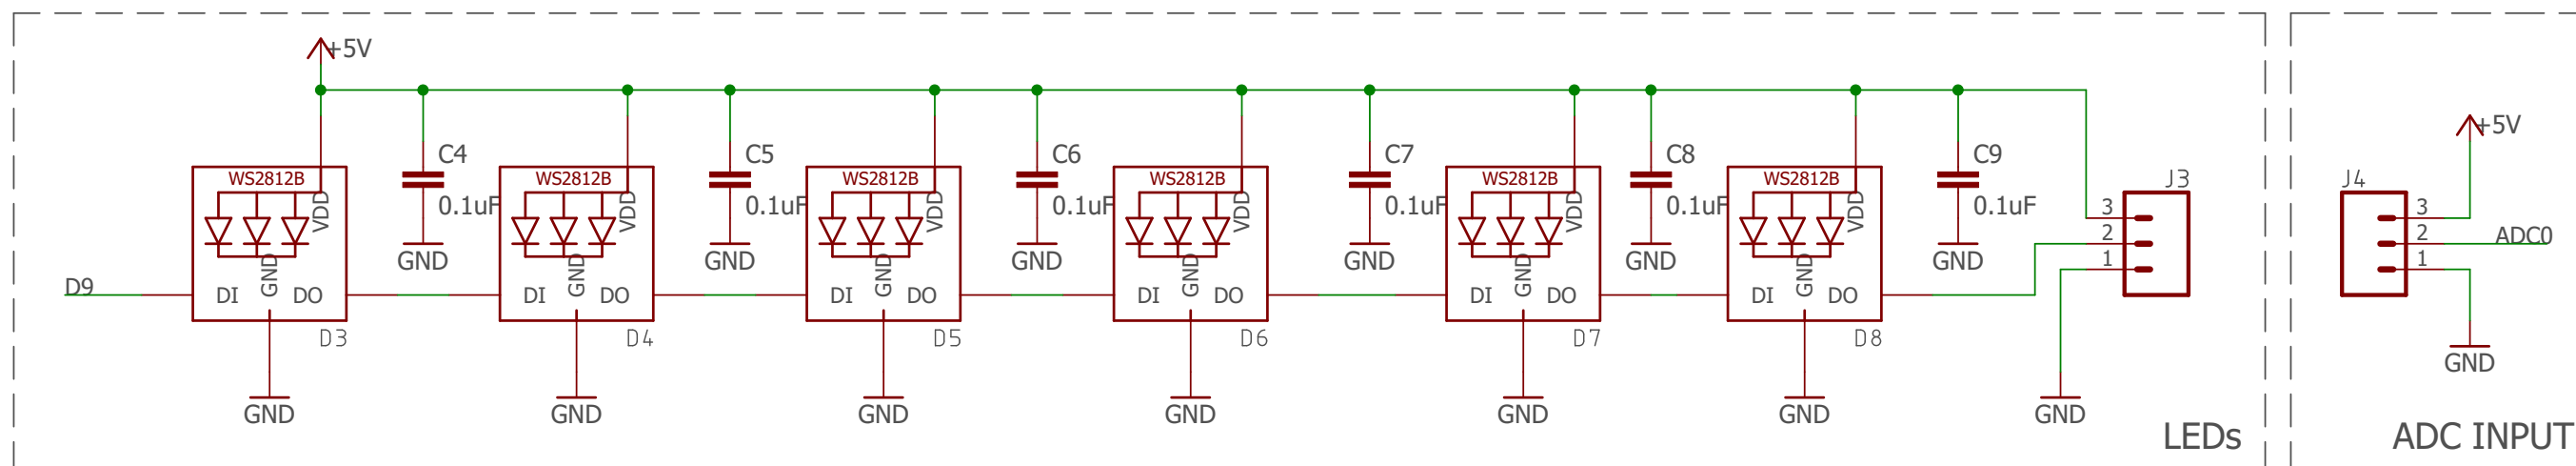 +5V
C4
0.1uF
GND
C5
0.1uF
GND
C6
0.1uF
GND
C7
0.1uF
GND
C8
0.1uF
GND
C9
0.1uF
GND
D9
WS2812B
VDD
GND
DI
DO
D3
GND
WS2812B
VDD
GND
DI
DO
D4
GND
WS2812B
VDD
GND
DI
DO
D5
GND
WS2812B
VDD
GND
DI
DO
D6
GND
WS2812B
VDD
GND
DI
DO
D7
GND
WS2812B
VDD
GND
DI
DO
D8
GND
J3
3
2
1
GND
LEDs
J4
3
2
1
+5V
ADC0
GND
ADC INPUT